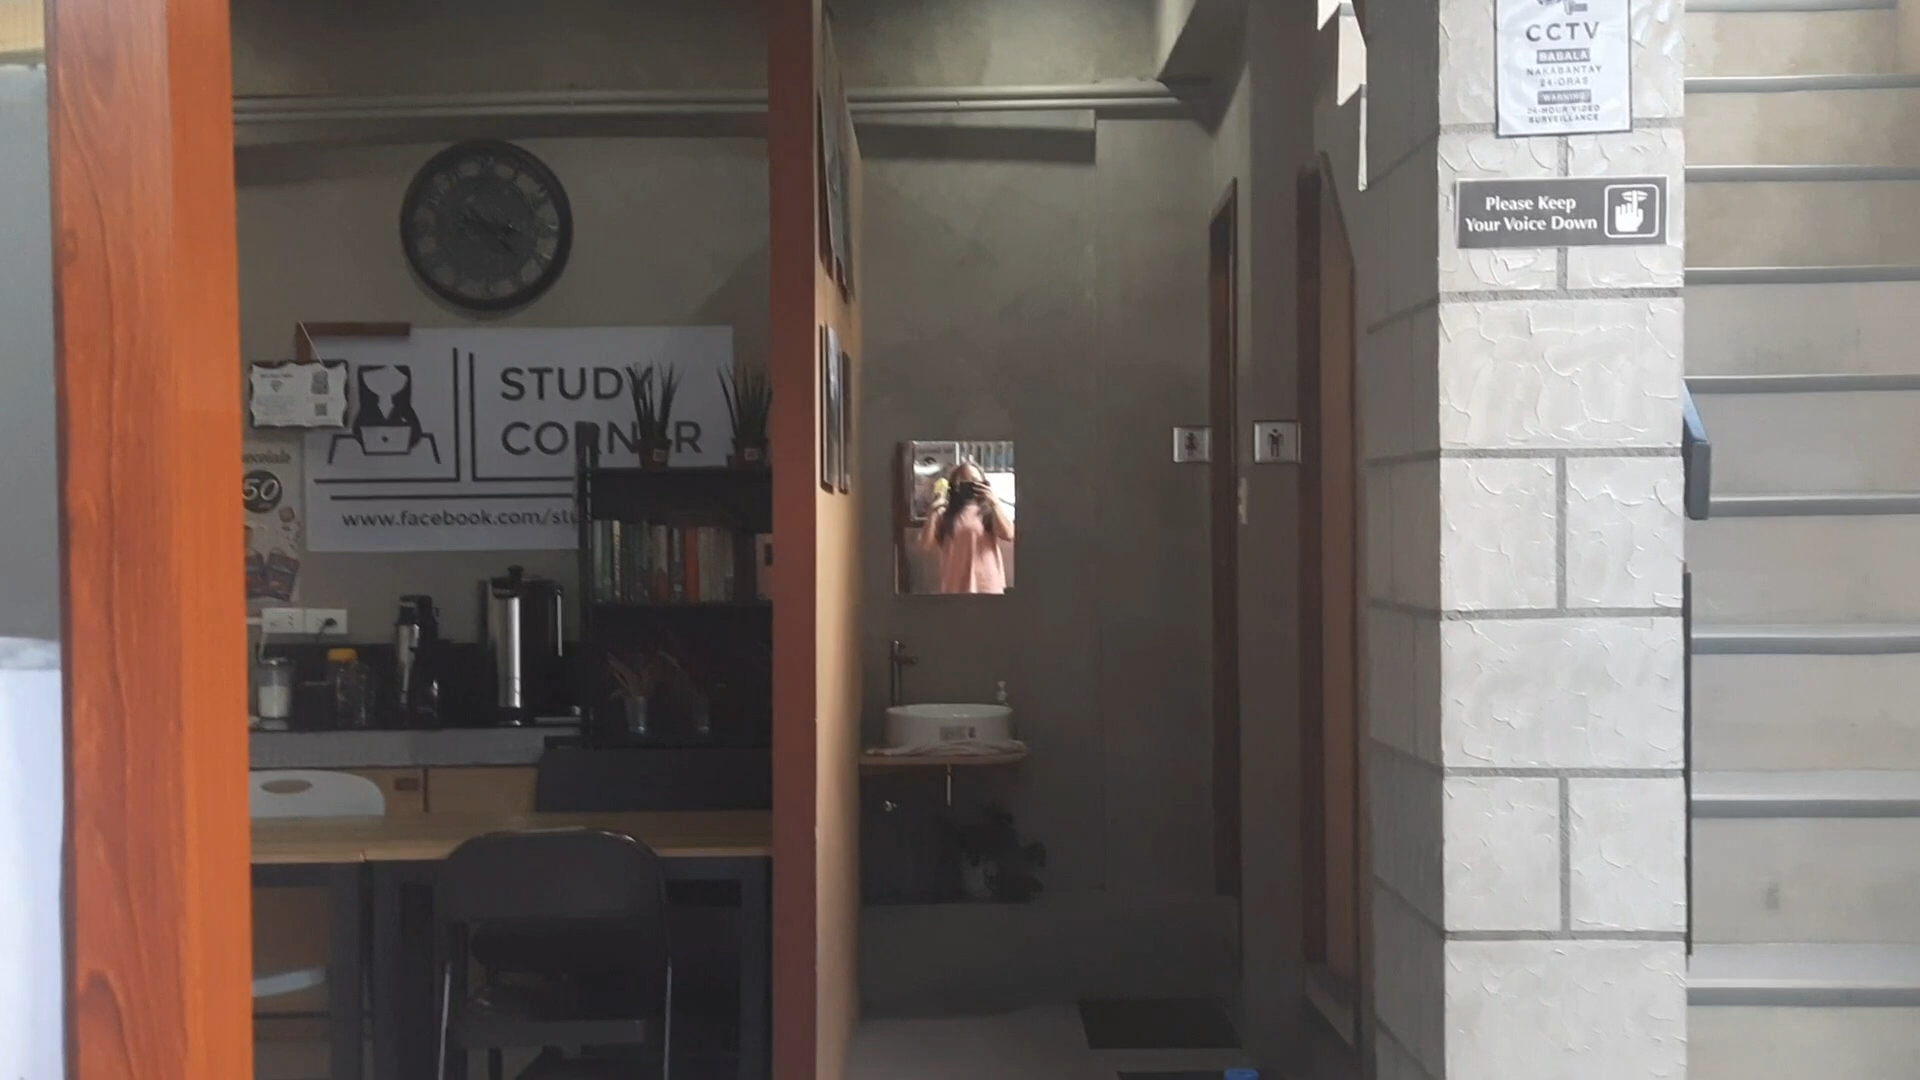 CCTV
BABALA
NAKABANTAY
24-ORAS
WARNING
24-HOUR VIDEO
SURVEILLANCE
Please Keep
Your Voice Down
STUDY
CORNER
www.facebook.com/stu
50